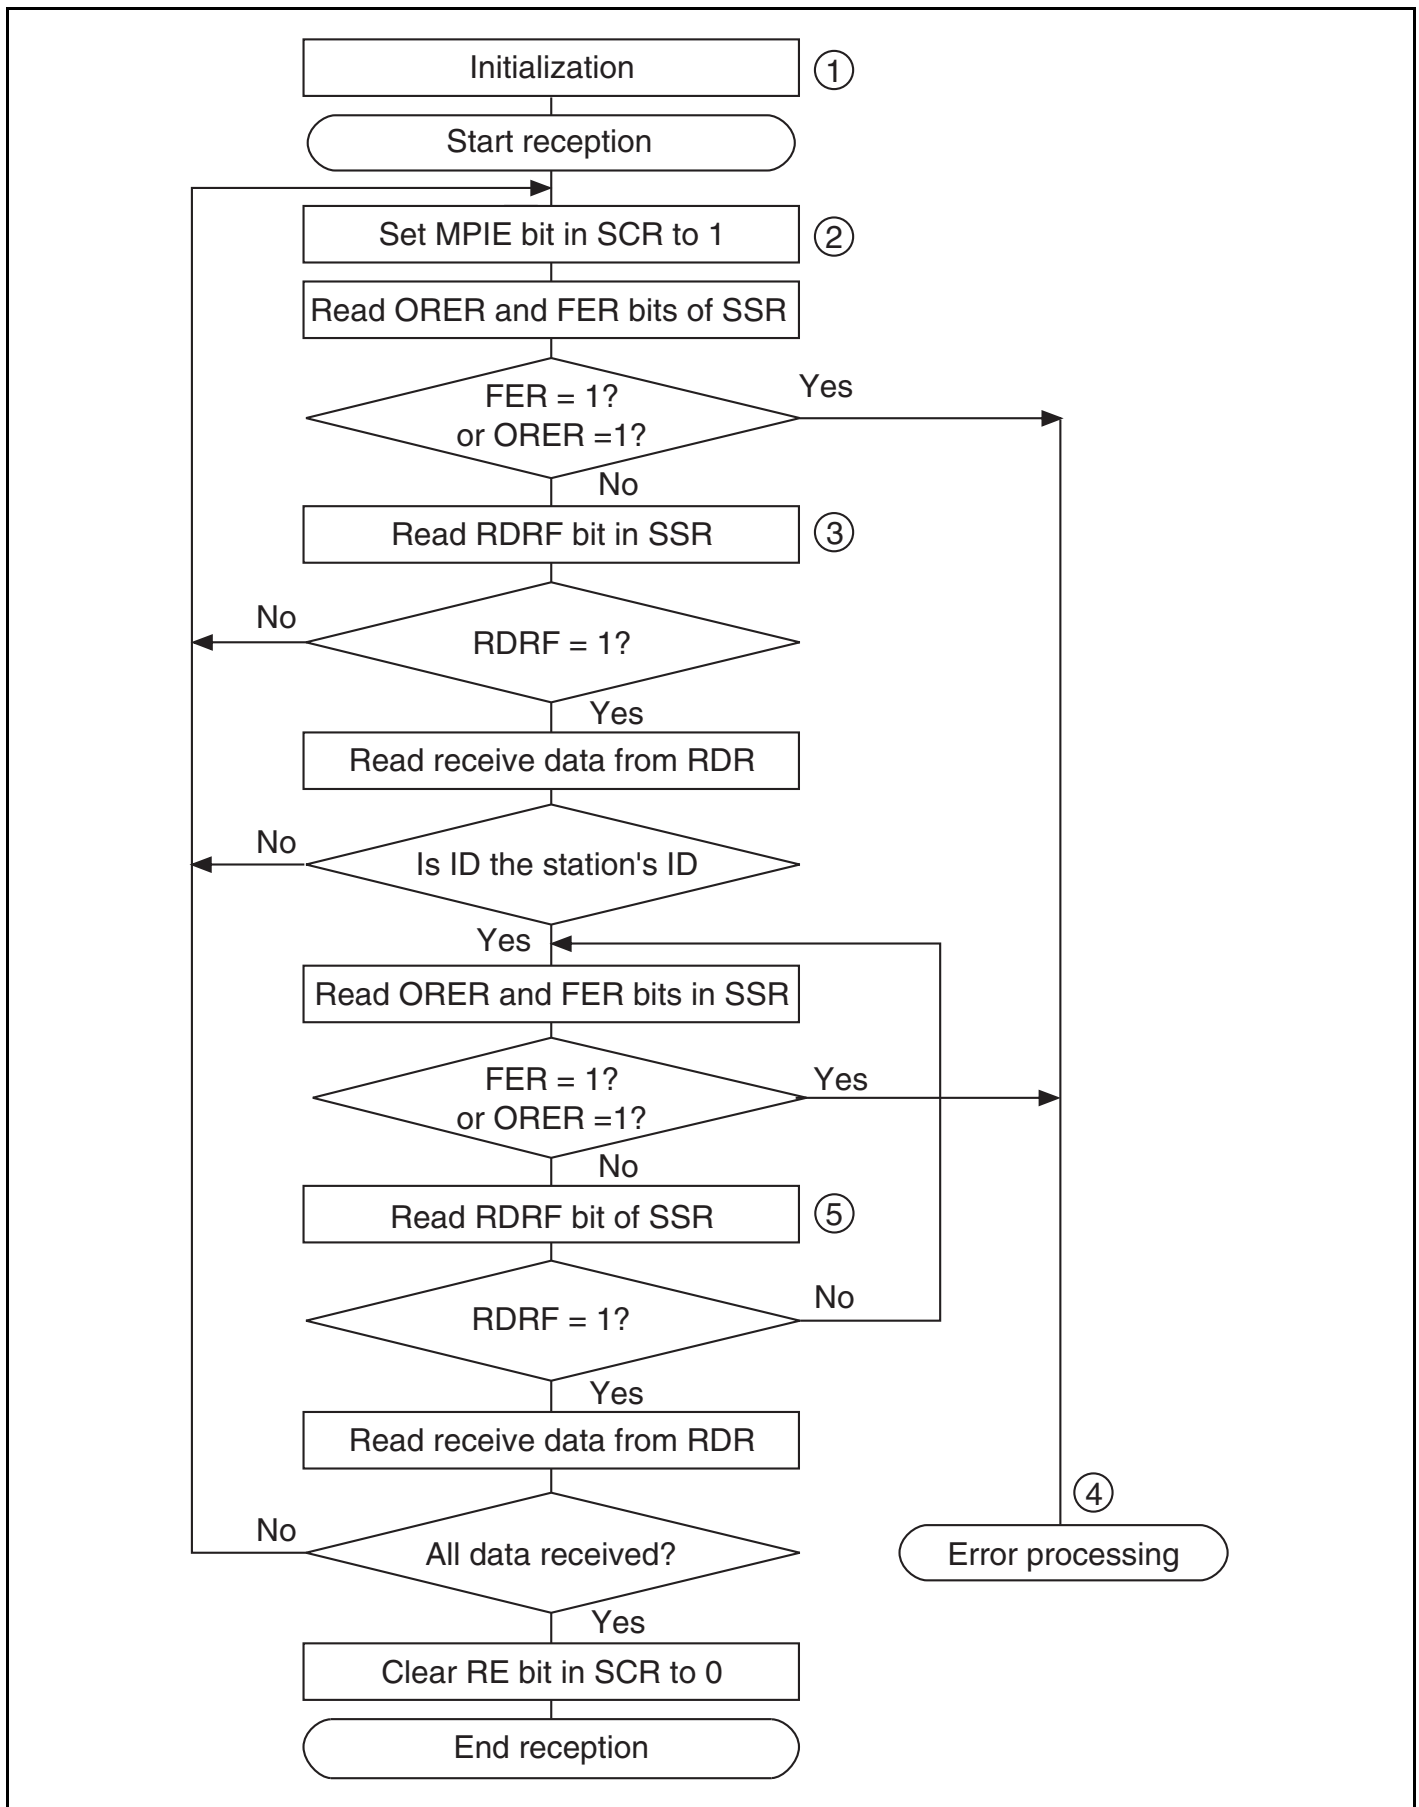 Initialization
①
Start reception
Set MPIE bit in SCR to 1
②
Read ORER and FER bits of SSR
FER = 1?
or ORER =1?
Yes
No
Read RDRF bit in SSR
③
RDRF = 1?
No
Yes
Read receive data from RDR
Is ID the station's ID
No
Yes
Read ORER and FER bits in SSR
FER = 1?
or ORER =1?
Yes
No
Read RDRF bit of SSR
⑤
RDRF = 1?
No
Yes
Read receive data from RDR
All data received?
No
④
Error processing
Yes
Clear RE bit in SCR to 0
End reception